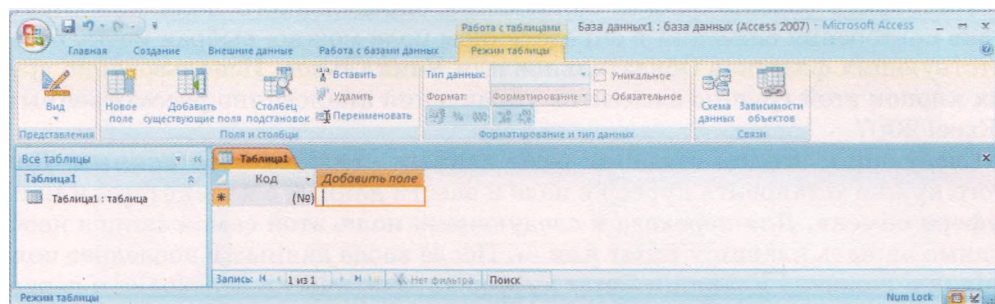 Работа с таблицами База данных1 : база данных (Access 2007) - Microsoft Access
Главная Создание Внешние данные Работа с базами данных Режим таблицы
Вид
Новое поле
Добавить существующие поля
Столбец подстановок
Вставить
Удалить
Переименовать
Тип данных:
Формат: Форматирование
% 000
Уникальное
Обязательное
Схема данных
Зависимости объектов
Представления Поля и столбцы Форматирование и тип данных Связи
Все таблицы
Таблица1
Таблица1 : таблица
Таблица1
Код Добавить поле
(№)
Запись: 1 из 1 Нет фильтра Поиск
Режим таблицы Num Lock